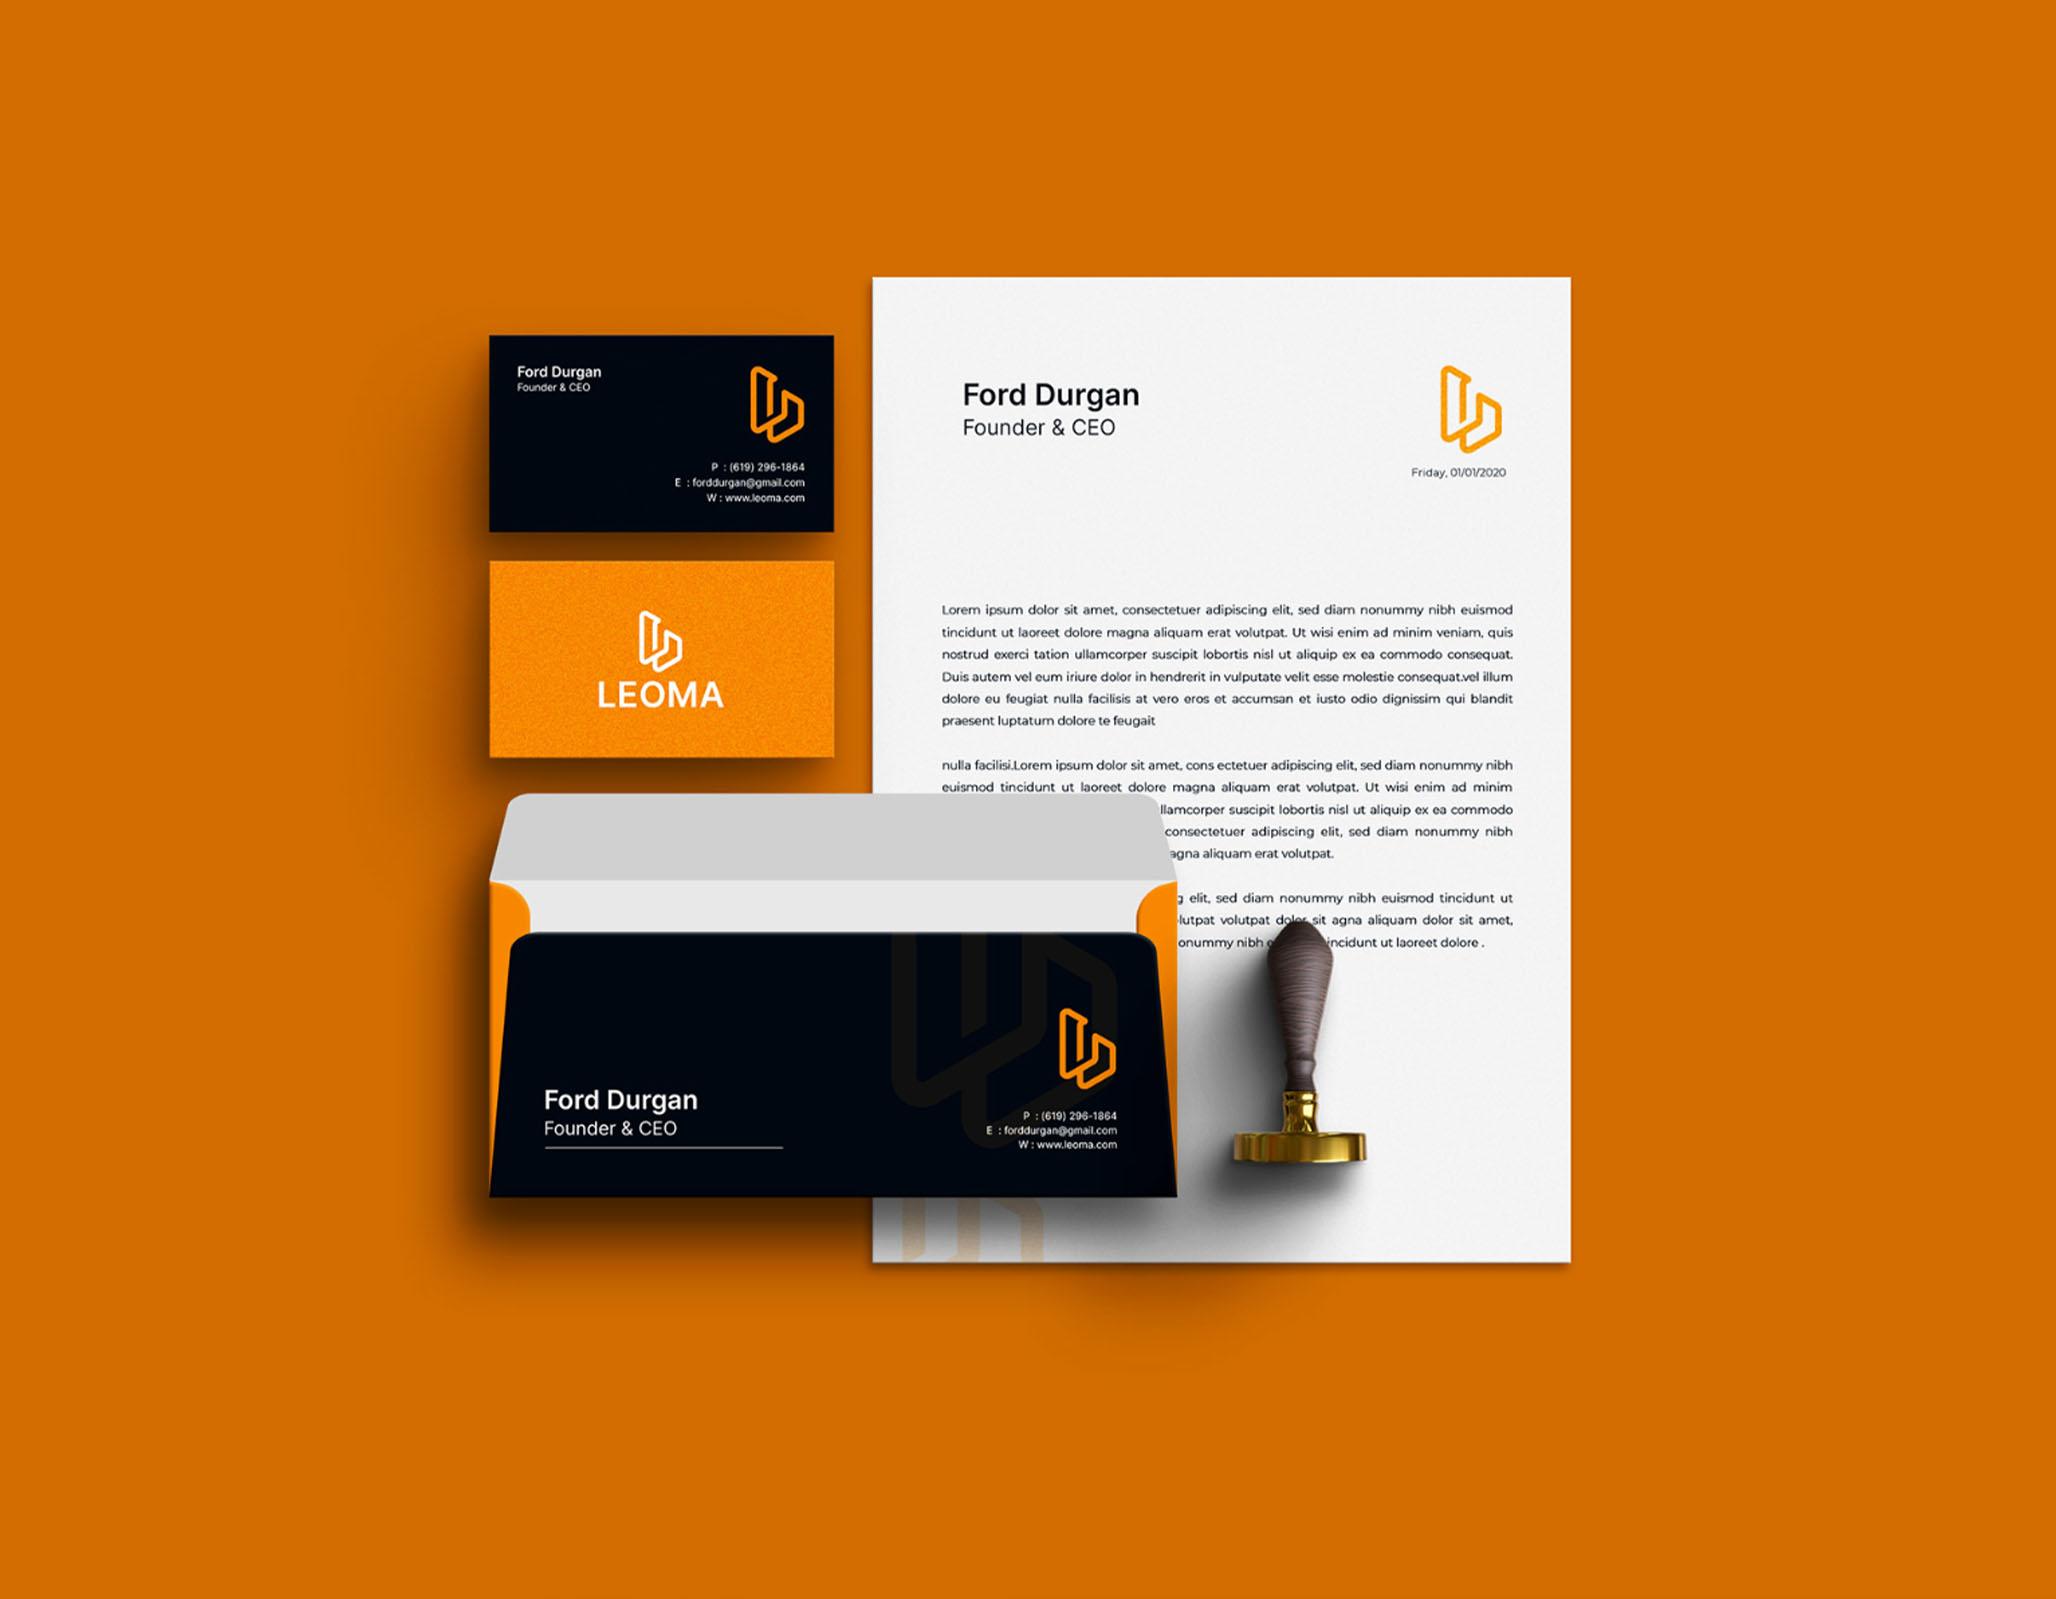 Ford Durgan
Founder & CEO
P : (619) 296-1864
E : forddurgan@gmail.com
W : www.leoma.com
LEOMA
Ford Durgan
Founder & CEO
Friday, 01/01/2020
Lorem ipsum dolor sit amet, consectetuer adipiscing elit, sed diam nonummy nibh euismod
tincidunt ut laoreet dolore magna aliquam erat volutpat. Ut wisi enim ad minim veniam, quis
nostrud exerci tation ullamcorper suscipit lobortis nisl ut aliquip ex ea commodo consequat.
Duis autem vel eum iriure dolor in hendrerit in vulputate velit esse molestie consequat.vel illum
dolore eu feugiat nulla facilisis at vero eros et accumsan et iusto odio dignissim qui blandit
praesent luptatum dolore te feugait
nulla facilisi.Lorem ipsum dolor sit amet, cons ectetuer adipiscing elit, sed diam nonummy nibh
euismod tincidunt ut laoreet dolore magna aliquam erat volutpat. Ut wisi enim ad minim
llamcorper suscipit lobortis nisl ut aliquip ex ea commodo
consectetuer adipiscing elit, sed diam nonummy nibh
agna aliquam erat volutpat.
g elit, sed diam nonummy nibh euismod tincidunt ut
lutpat volutpat dolor sit agna aliquam dolor sit amet,
onummy nibh incidunt ut laoreet dolore .
Ford Durgan
Founder & CEO
P : (619) 296-1864
E : forddurgan@gmail.com
W : www.leoma.com